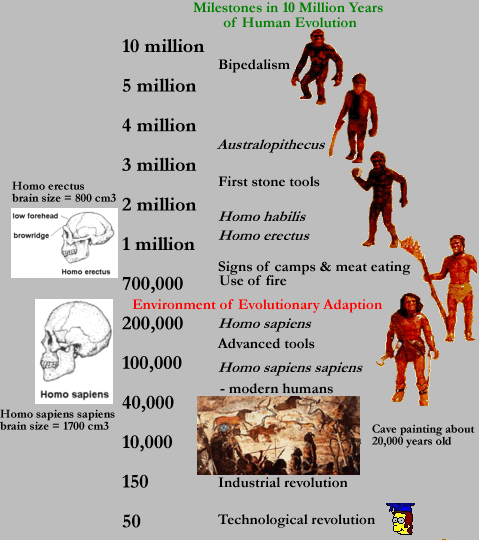 Milestones in 10 Million Years
of Human Evolution
10 million
Bipedalism
5 million
4 million
Australopithecus
3 million
First stone tools
Homo erectus
brain size = 800 cm3
2 million
Homo habilis
low forehead
browridge
Homo erectus
1 million
Homo erectus
Signs of camps & meat eating
700,000
Use of fire
Environment of Evolutionary Adaption
200,000
Homo sapiens
Advanced tools
100,000
Homo sapiens sapiens
- modern humans
Homo sapiens
40,000
Homo sapiens sapiens
brain size = 1700 cm3
Cave painting about
20,000 years old
10,000
150
Industrial revolution
50
Technological revolution